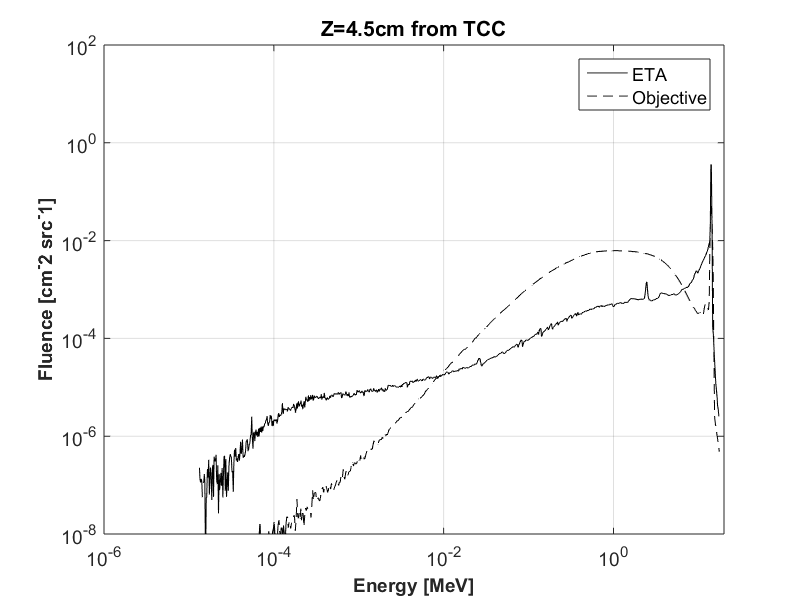 Z=4.5cm from TCC
ETA
Objective
10^2
10^0
10^-2
10^-4
10^-6
10^-8
Fluence [cm^-2 src^-1]
10^-6
10^-4
10^-2
10^0
Energy [MeV]